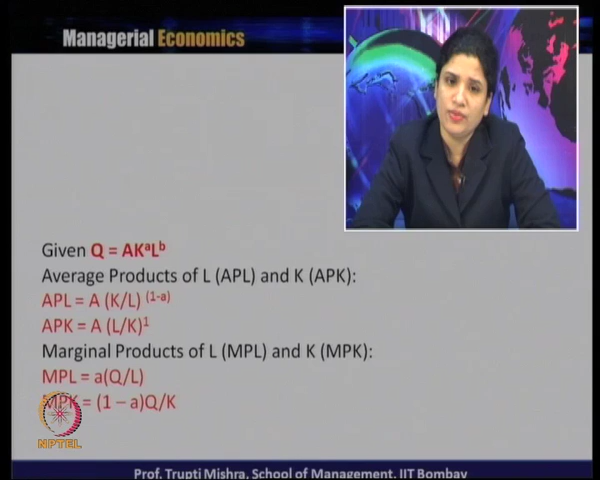 Managerial Economics
Given Q = AKᵃLᵇ
Average Products of L (APL) and K (APK):
APL = A (K/L) ⁽¹⁻ᵃ⁾
APK = A (L/K)¹
Marginal Products of L (MPL) and K (MPK):
MPL = a(Q/L)
MPK = (1 – a)Q/K
NPTEL
Prof. Trupti Mishra, School of Management, IIT Bombay